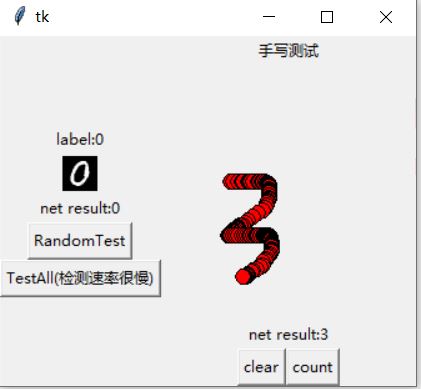 tk
手写测试
label:0
0
net result:0
RandomTest
TestAll(检测速率很慢)
3
net result:3
clear count